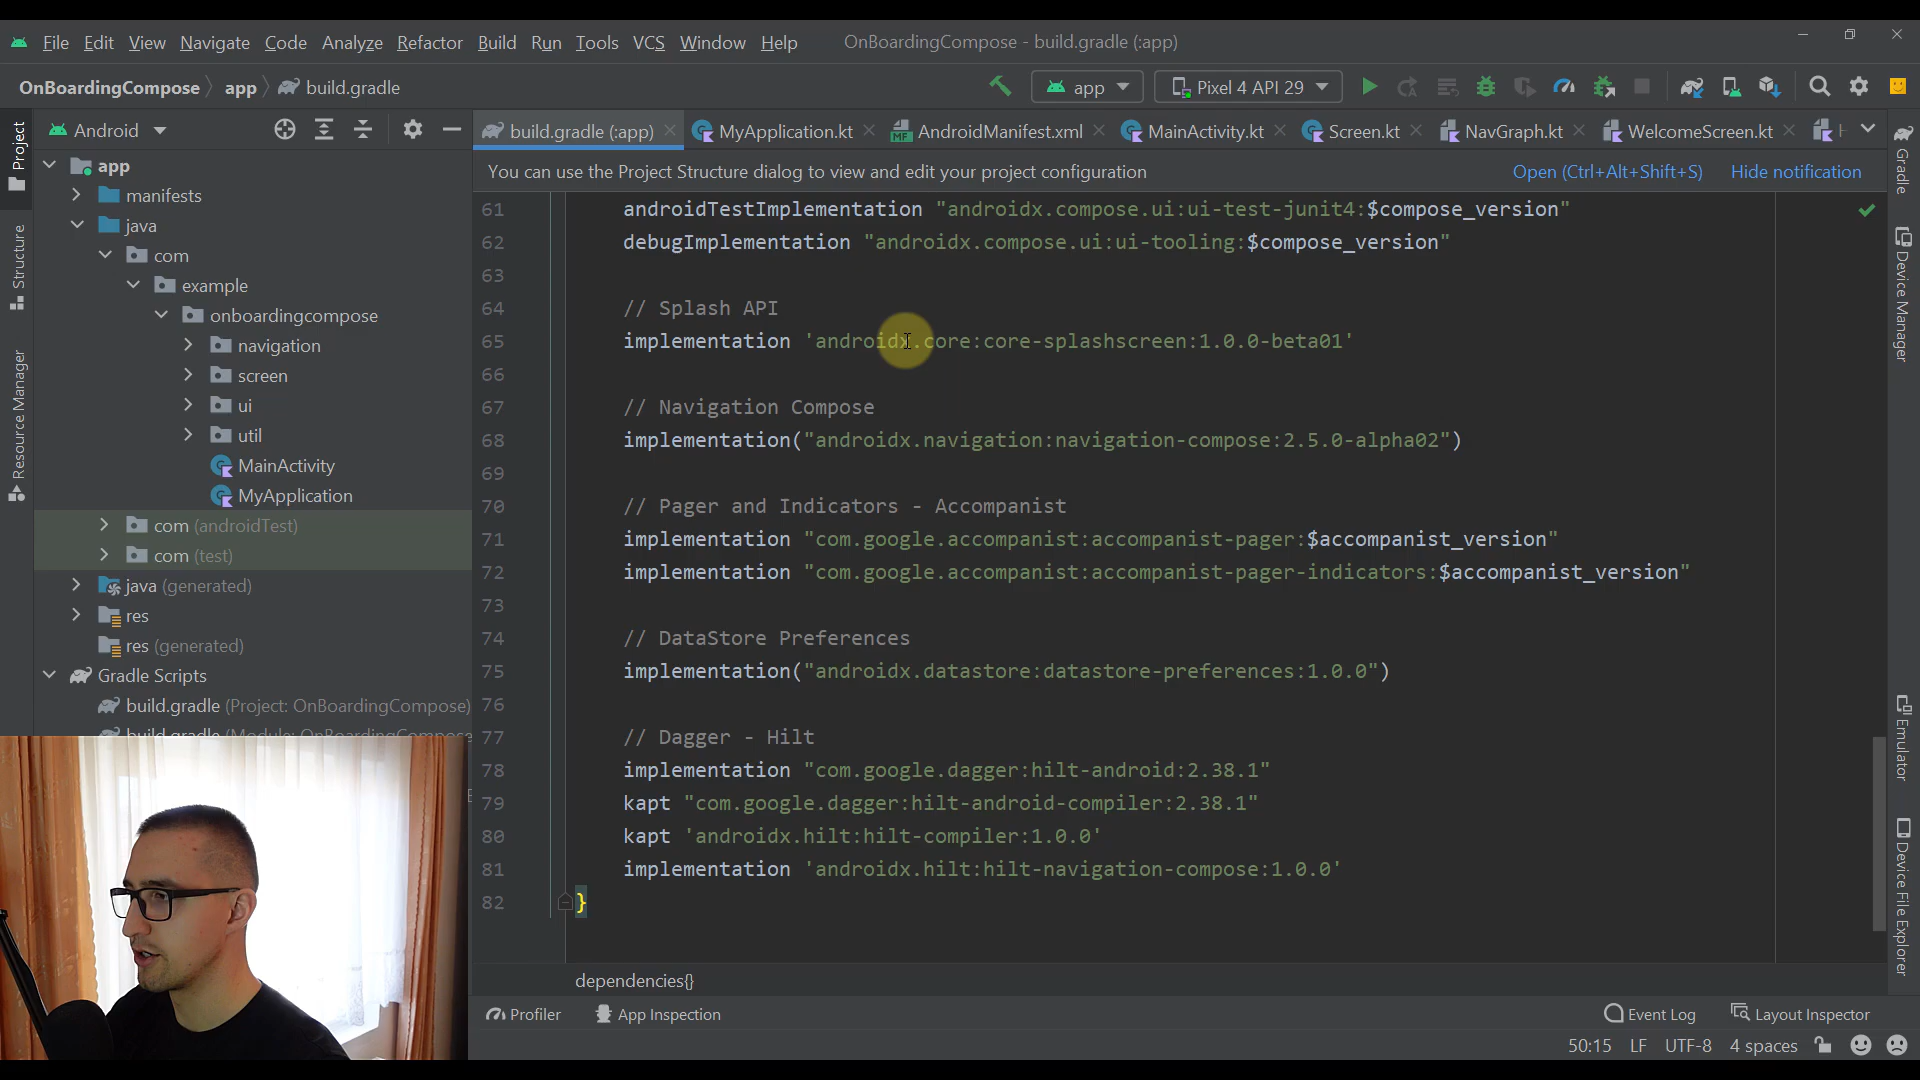 File Edit View Navigate Code Analyze Refactor Build Run Tools VCS Window Help OnBoardingCompose - build.gradle (:app)
OnBoardingCompose app build.gradle app Pixel 4 API 29
Project
Structure
Resource Manager
Android
app
manifests
java
com
example
onboardingcompose
navigation
screen
ui
util
MainActivity
MyApplication
com (androidTest)
com (test)
java (generated)
res
res (generated)
Gradle Scripts
build.gradle (Project: OnBoardingCompose)
build.gradle (Module: OnBoardingCompose
build.gradle (:app) MyApplication.kt AndroidManifest.xml MainActivity.kt Screen.kt NavGraph.kt WelcomeScreen.kt
You can use the Project Structure dialog to view and edit your project configuration Open (Ctrl+Alt+Shift+S) Hide notification
61 androidTestImplementation "androidx.compose.ui:ui-test-junit4:$compose_version"
62 debugImplementation "androidx.compose.ui:ui-tooling:$compose_version"
63
64 // Splash API
65 implementation 'androidx.core:core-splashscreen:1.0.0-beta01'
66
67 // Navigation Compose
68 implementation("androidx.navigation:navigation-compose:2.5.0-alpha02")
69
70 // Pager and Indicators - Accompanist
71 implementation "com.google.accompanist:accompanist-pager:$accompanist_version"
72 implementation "com.google.accompanist:accompanist-pager-indicators:$accompanist_version"
73
74 // DataStore Preferences
75 implementation("androidx.datastore:datastore-preferences:1.0.0")
76
77 // Dagger - Hilt
78 implementation "com.google.dagger:hilt-android:2.38.1"
79 kapt "com.google.dagger:hilt-android-compiler:2.38.1"
80 kapt 'androidx.hilt:hilt-compiler:1.0.0'
81 implementation 'androidx.hilt:hilt-navigation-compose:1.0.0'
82 }
dependencies{}
Gradle
Device Manager
Emulator
Device File Explorer
Profiler App Inspection Event Log Layout Inspector
50:15 LF UTF-8 4 spaces